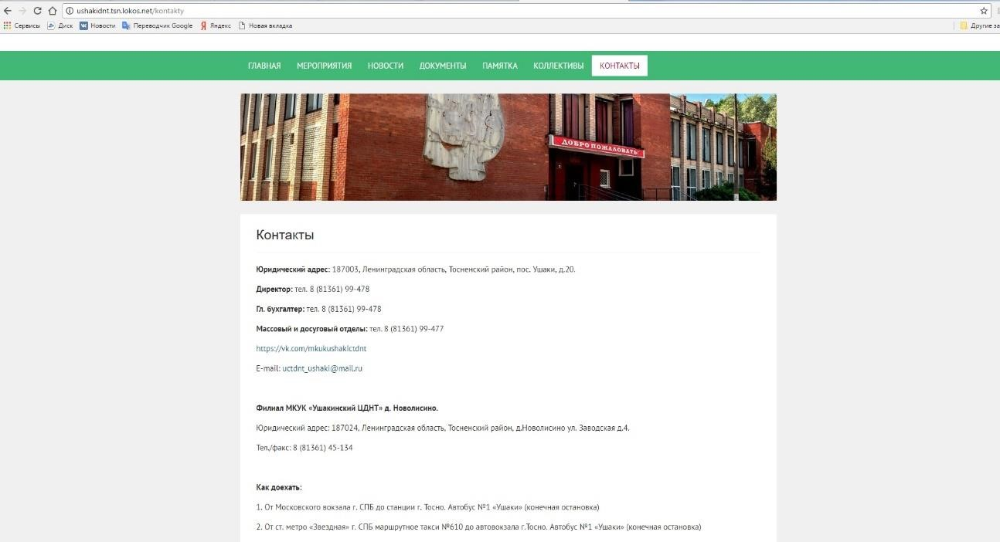 ushakidnt.tsn.lokos.net/kontakty
Сервисы Диск Новости Переводчик Google Яндекс Новая вкладка Другие за
ГЛАВНАЯ МЕРОПРИЯТИЯ НОВОСТИ ДОКУМЕНТЫ ПАМЯТКА КОЛЛЕКТИВЫ КОНТАКТЫ
ДОБРО ПОЖАЛОВАТЬ!
Контакты
Юридический адрес: 187003, Ленинградская область, Тосненский район, пос. Ушаки, д.20.
Директор: тел. 8 (81361) 99-478
Гл. бухгалтер: тел. 8 (81361) 99-478
Массовый и досуговый отделы: тел. 8 (81361) 99-477
https://vk.com/mkukushakictdnt
E-mail: uctdnt_ushaki@mail.ru
Филиал МКУК «Ушакинский ЦДНТ» д. Новолисино.
Юридический адрес: 187024, Ленинградская область, Тосненский район, д.Новолисино ул. Заводская д.4.
Тел./факс: 8 (81361) 45-134
Как доехать:
1. От Московского вокзала г. СПБ до станции г. Тосно. Автобус №1 «Ушаки» (конечная остановка)
2. От ст. метро «Звездная» г. СПБ маршрутное такси №610 до автовокзала г.Тосно. Автобус №1 «Ушаки» (конечная остановка)